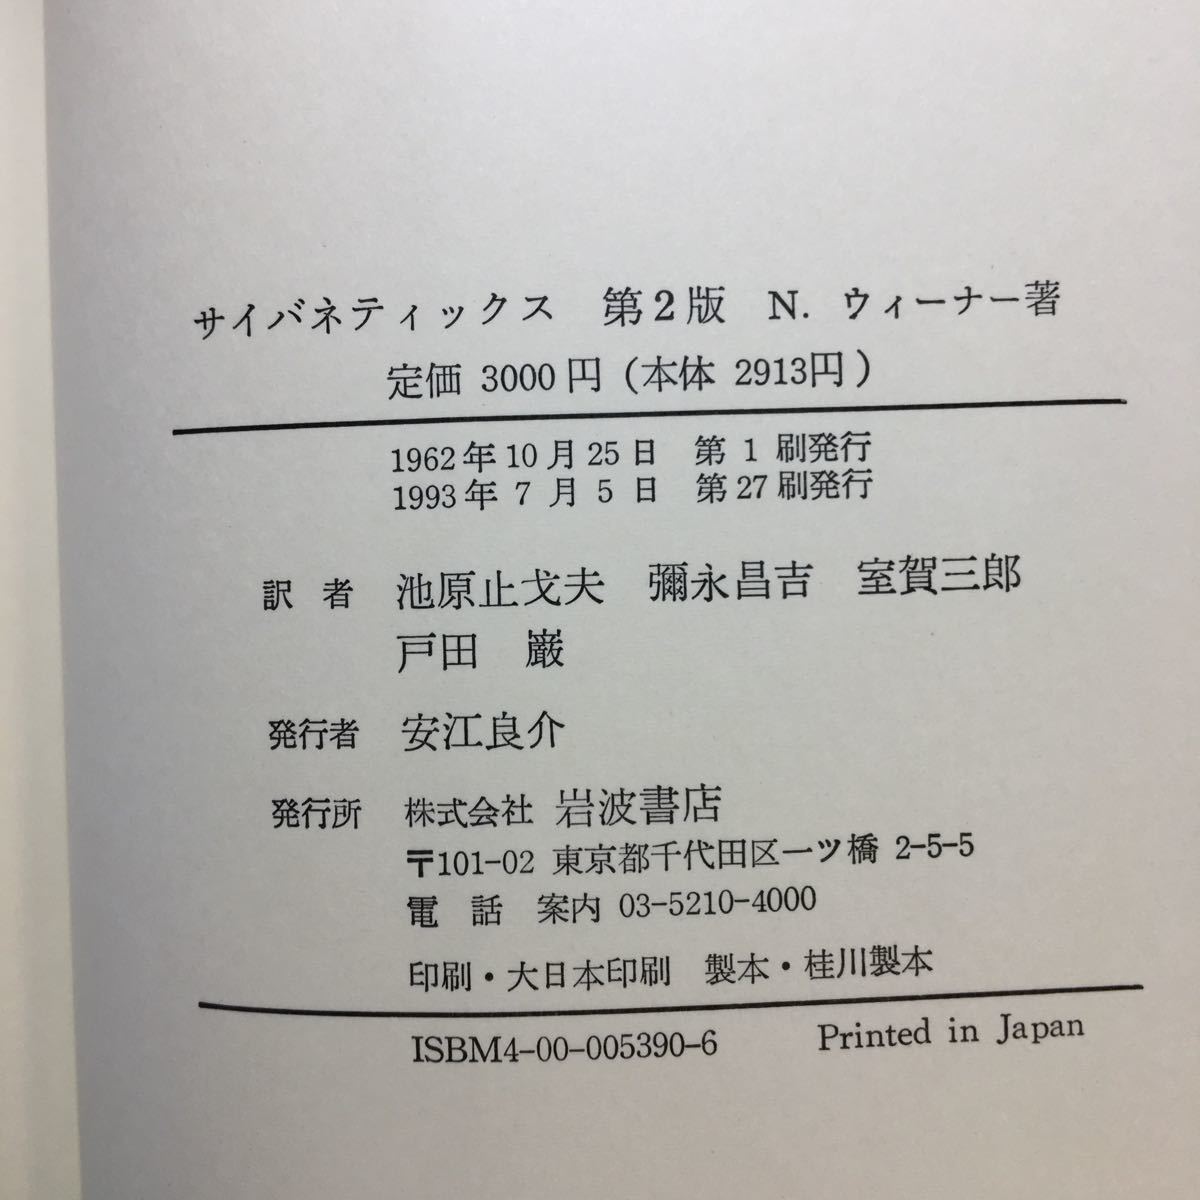 サイバネティックス　第2版　N. ウィーナー著
定価 3000円 (本体 2913円)
1962年10月25日　第 1 刷発行
1993年 7 月 5 日　第27刷発行
訳　者　池原止戈夫　彌永昌吉　室賀三郎
戸田　巌
発行者　安江良介
発行所　株式会社 岩波書店
〒101-02 東京都千代田区一ツ橋 2-5-5
電　話　案内 03-5210-4000
印刷・大日本印刷　製本・桂川製本
ISBM4-00-005390-6　Printed in Japan